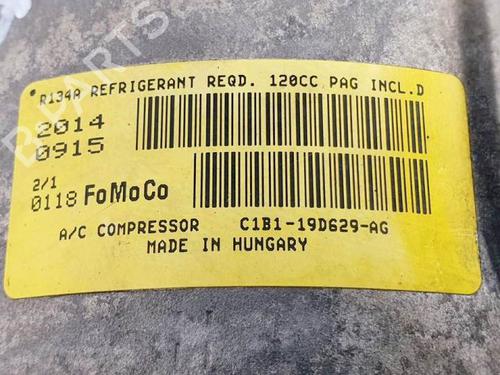 R134A REFRIGERANT REQD. 120CC PAG INCL.D
2014
0915
2/1
0118 FoMoCo
A/C COMPRESSOR C1B1-19D629-AG
MADE IN HUNGARY